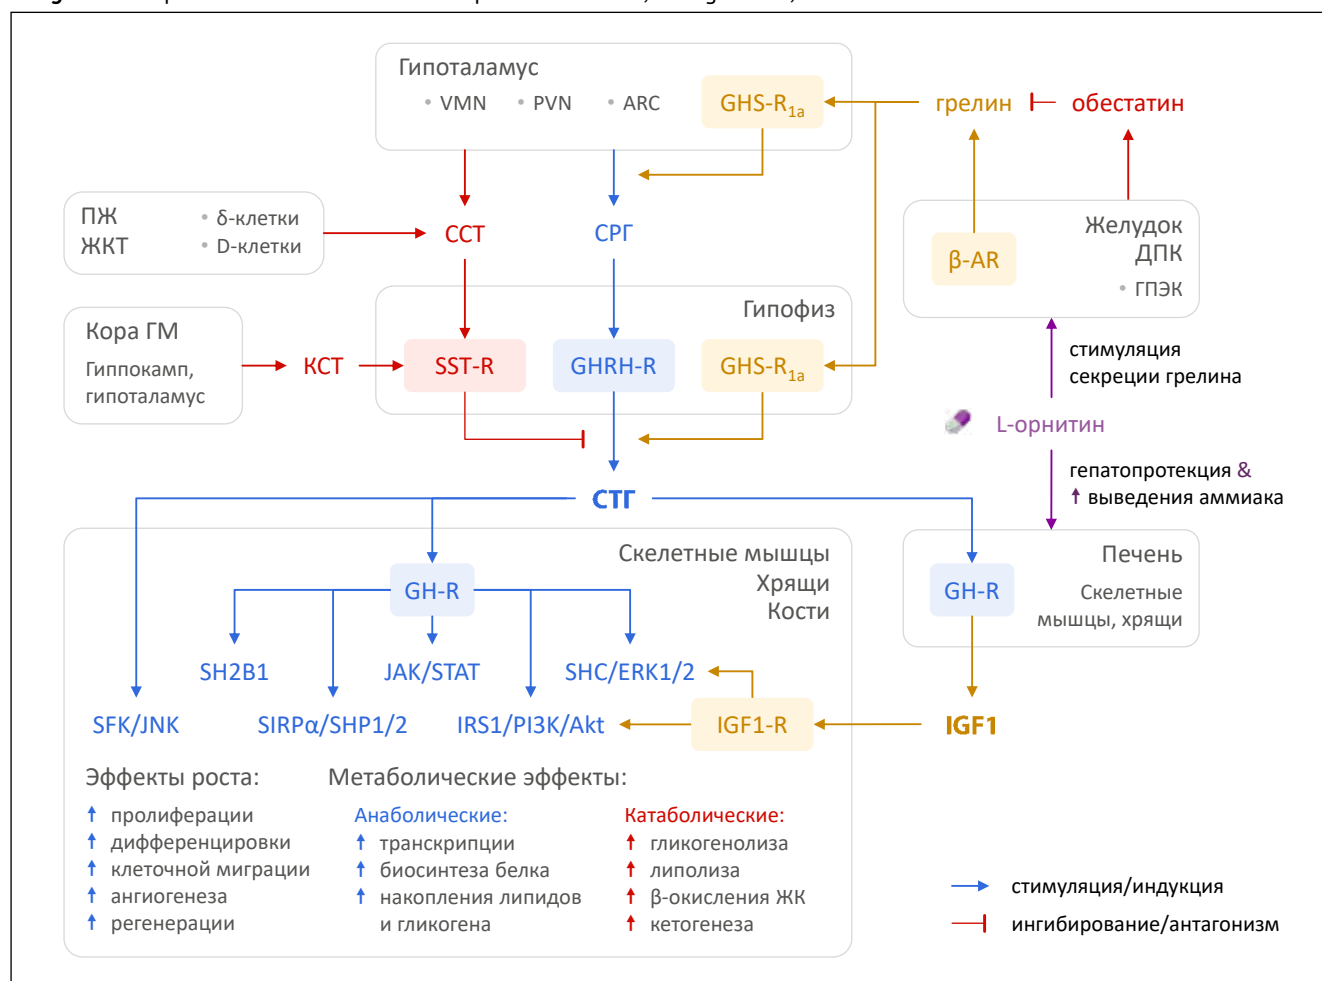 Гипоталамус
• VMN • PVN • ARC
GHS-R1a
грелин
обестатин
ПЖ • δ-клетки
ЖКТ • D-клетки
ССТ
СРГ
Желудок
ДПК
β-AR
• ГПЭК
Кора ГМ
Гиппокамп,
гипоталамус
КСТ
Гипофиз
SST-R
GHRH-R
GHS-R1a
стимуляция
секреции грелина
L-орнитин
гепатопротекция &
↑ выведения аммиака
СТГ
Скелетные мышцы
Хрящи
Кости
GH-R
Печень
GH-R
Скелетные
мышцы, хрящи
SH2B1
JAK/STAT
SHC/ERK1/2
SFK/JNK
SIRPα/SHP1/2
IRS1/PI3K/Akt
IGF1-R
IGF1
Эффекты роста:
↑ пролиферации
↑ дифференцировки
↑ клеточной миграции
↑ ангиогенеза
↑ регенерации
Метаболические эффекты:
Анаболические:
↑ транскрипции
↑ биосинтеза белка
↑ накопления липидов
и гликогена
Катаболические:
↑ гликогенолиза
↑ липолиза
↑ β-окисления ЖК
↑ кетогенеза
стимуляция/индукция
ингибирование/антагонизм